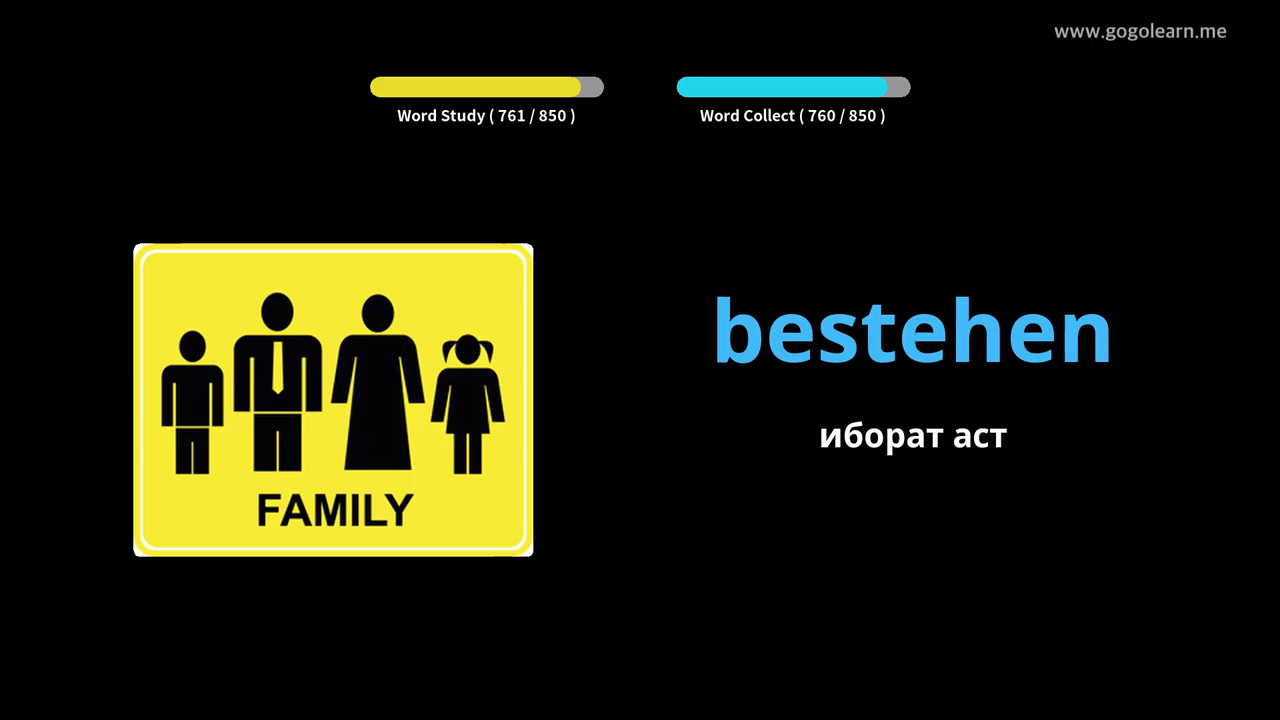 www.gogolearn.me
Word Study ( 761 / 850 )
Word Collect ( 760 / 850 )
bestehen
иборат аст
FAMILY